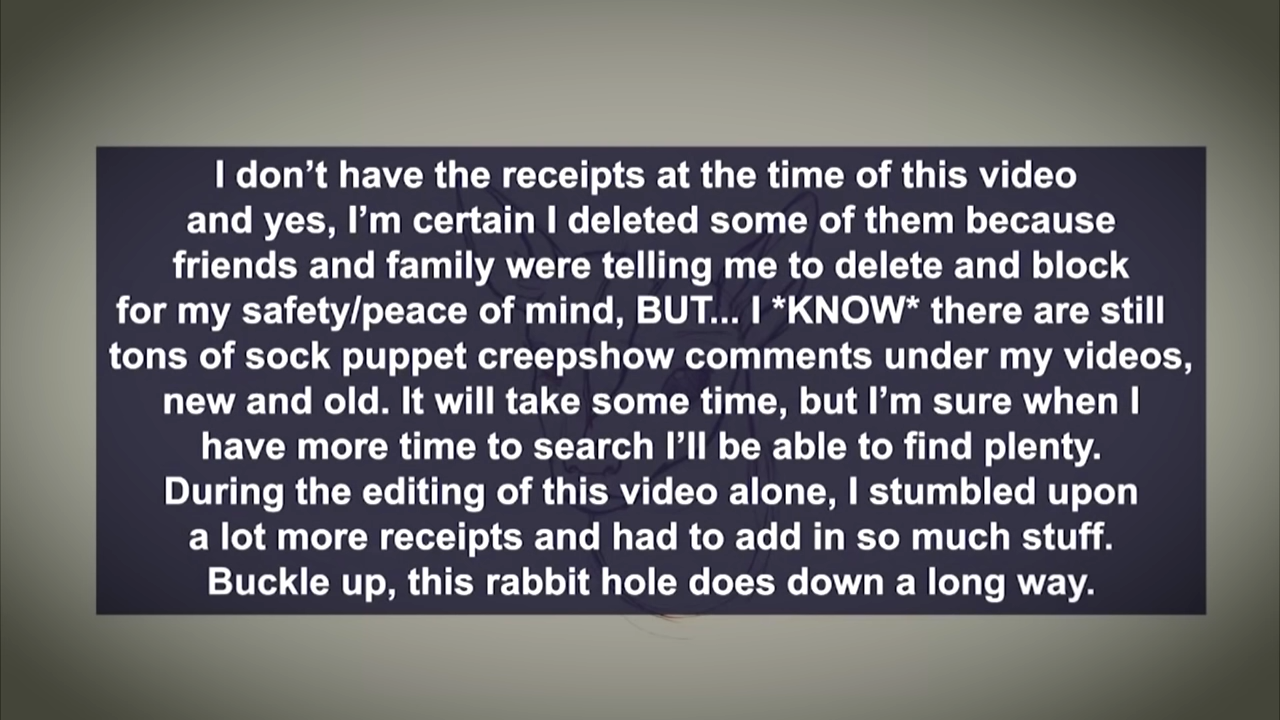 I don’t have the receipts at the time of this video
and yes, I’m certain I deleted some of them because
friends and family were telling me to delete and block
for my safety/peace of mind, BUT... I *KNOW* there are still
tons of sock puppet creepshow comments under my videos,
new and old. It will take some time, but I’m sure when I
have more time to search I’ll be able to find plenty.
During the editing of this video alone, I stumbled upon
a lot more receipts and had to add in so much stuff.
Buckle up, this rabbit hole does down a long way.